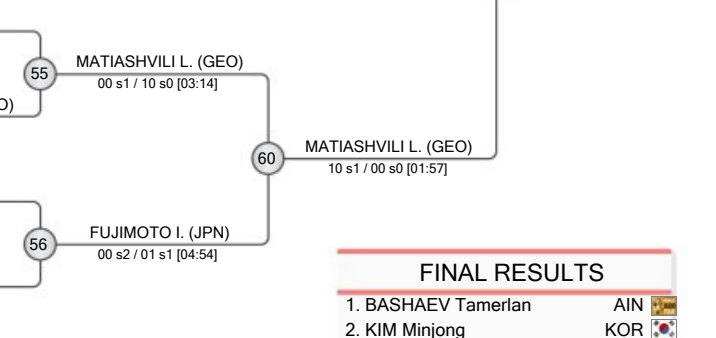 MATIASHVILI L. (GEO)
55
00 s1 / 10 s0 [03:14]
O)
MATIASHVILI L. (GEO)
60
10 s1 / 00 s0 [01:57]
FUJIMOTO I. (JPN)
56
00 s2 / 01 s1 [04:54]
FINAL RESULTS
1. BASHAEV Tamerlan AIN
2. KIM Minjong KOR